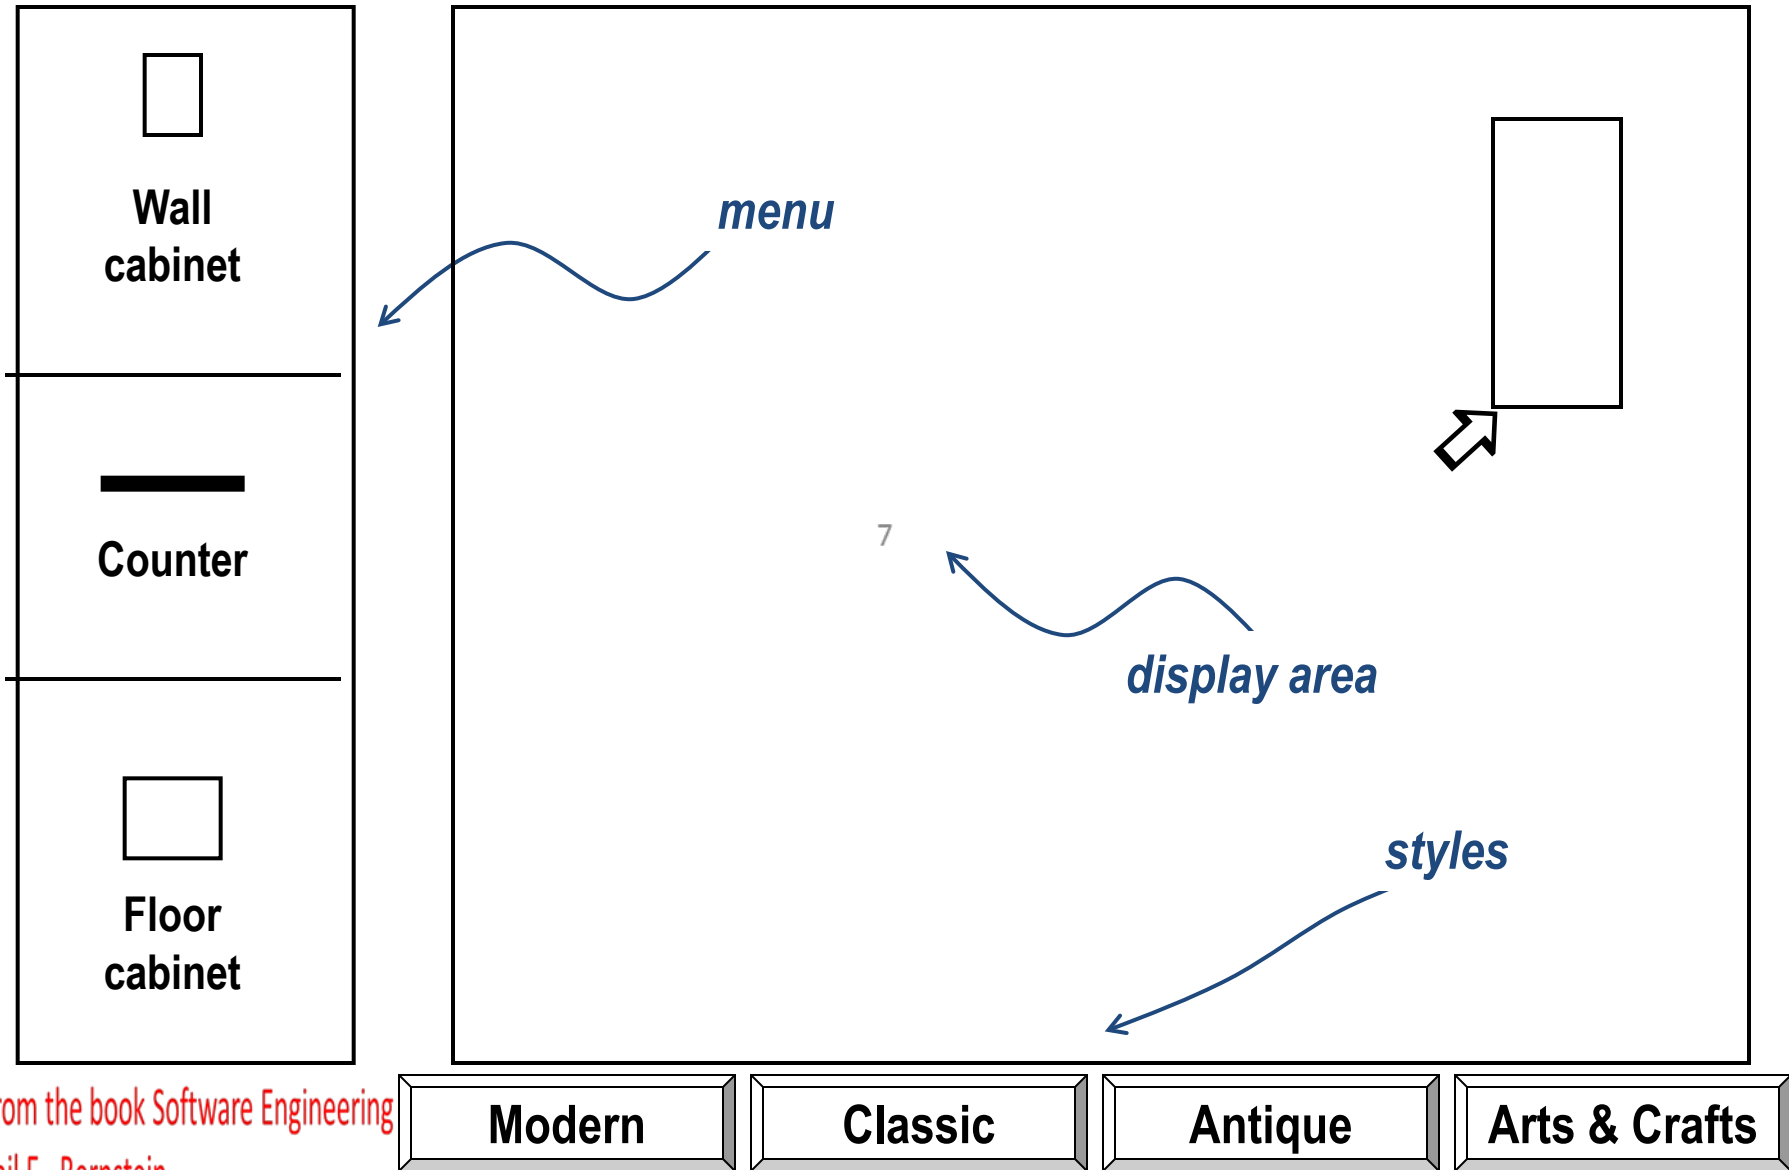 Wall
cabinet
menu
Counter
7
display area
styles
Floor
cabinet
the book Software Engineering
Modern
Classic
Antique
Arts & Crafts
Bernstein